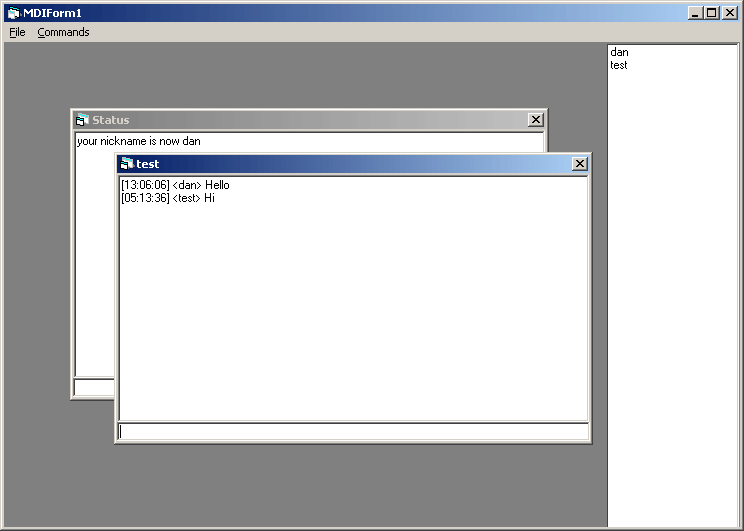 MDIForm1
File Commands
dan
test
Status
your nickname is now dan
test
[13:06:06] <dan> Hello
[05:13:36] <test> Hi